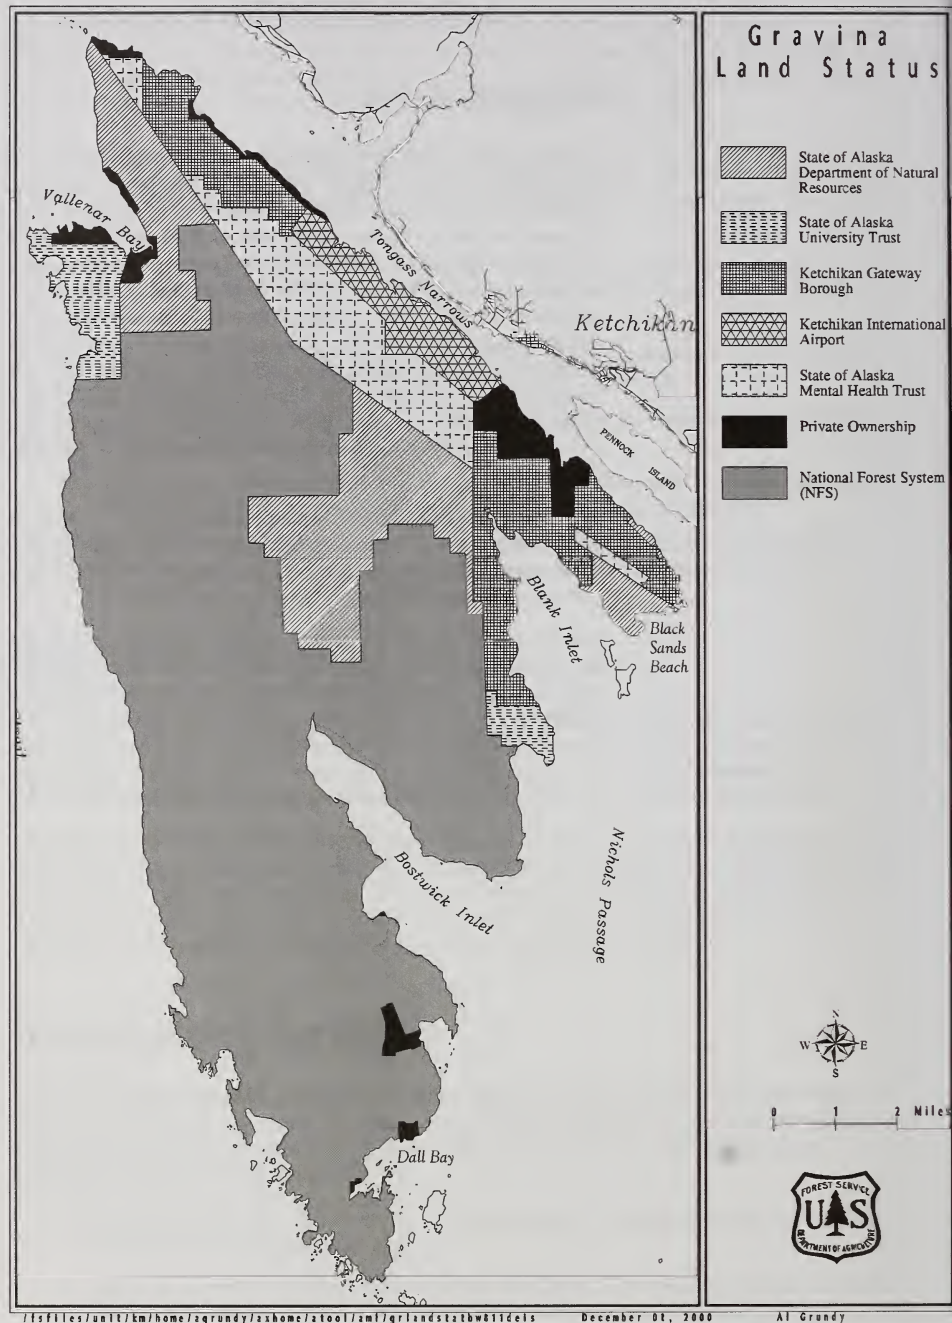 Gravina
Land Status
State of Alaska
Department of Natural
Resources
State of Alaska
University Trust
Ketchikan Gateway
Borough
Ketchikan International
Airport
State of Alaska
Mental Health Trust
Private Ownership
National Forest System
(NFS)
Vallenar
Bay
Tongass Narrows
Ketchikan
PENNOCK
ISLAND
Blank Inlet
Black
Sands
Beach
Nichols Passage
Bostwick Inlet
Dall Bay
N
W E
S
0 1 2 Miles
FOREST SERVICE
U S
DEPARTMENT OF AGRICULTURE
December 01, 2000
Al Grundy